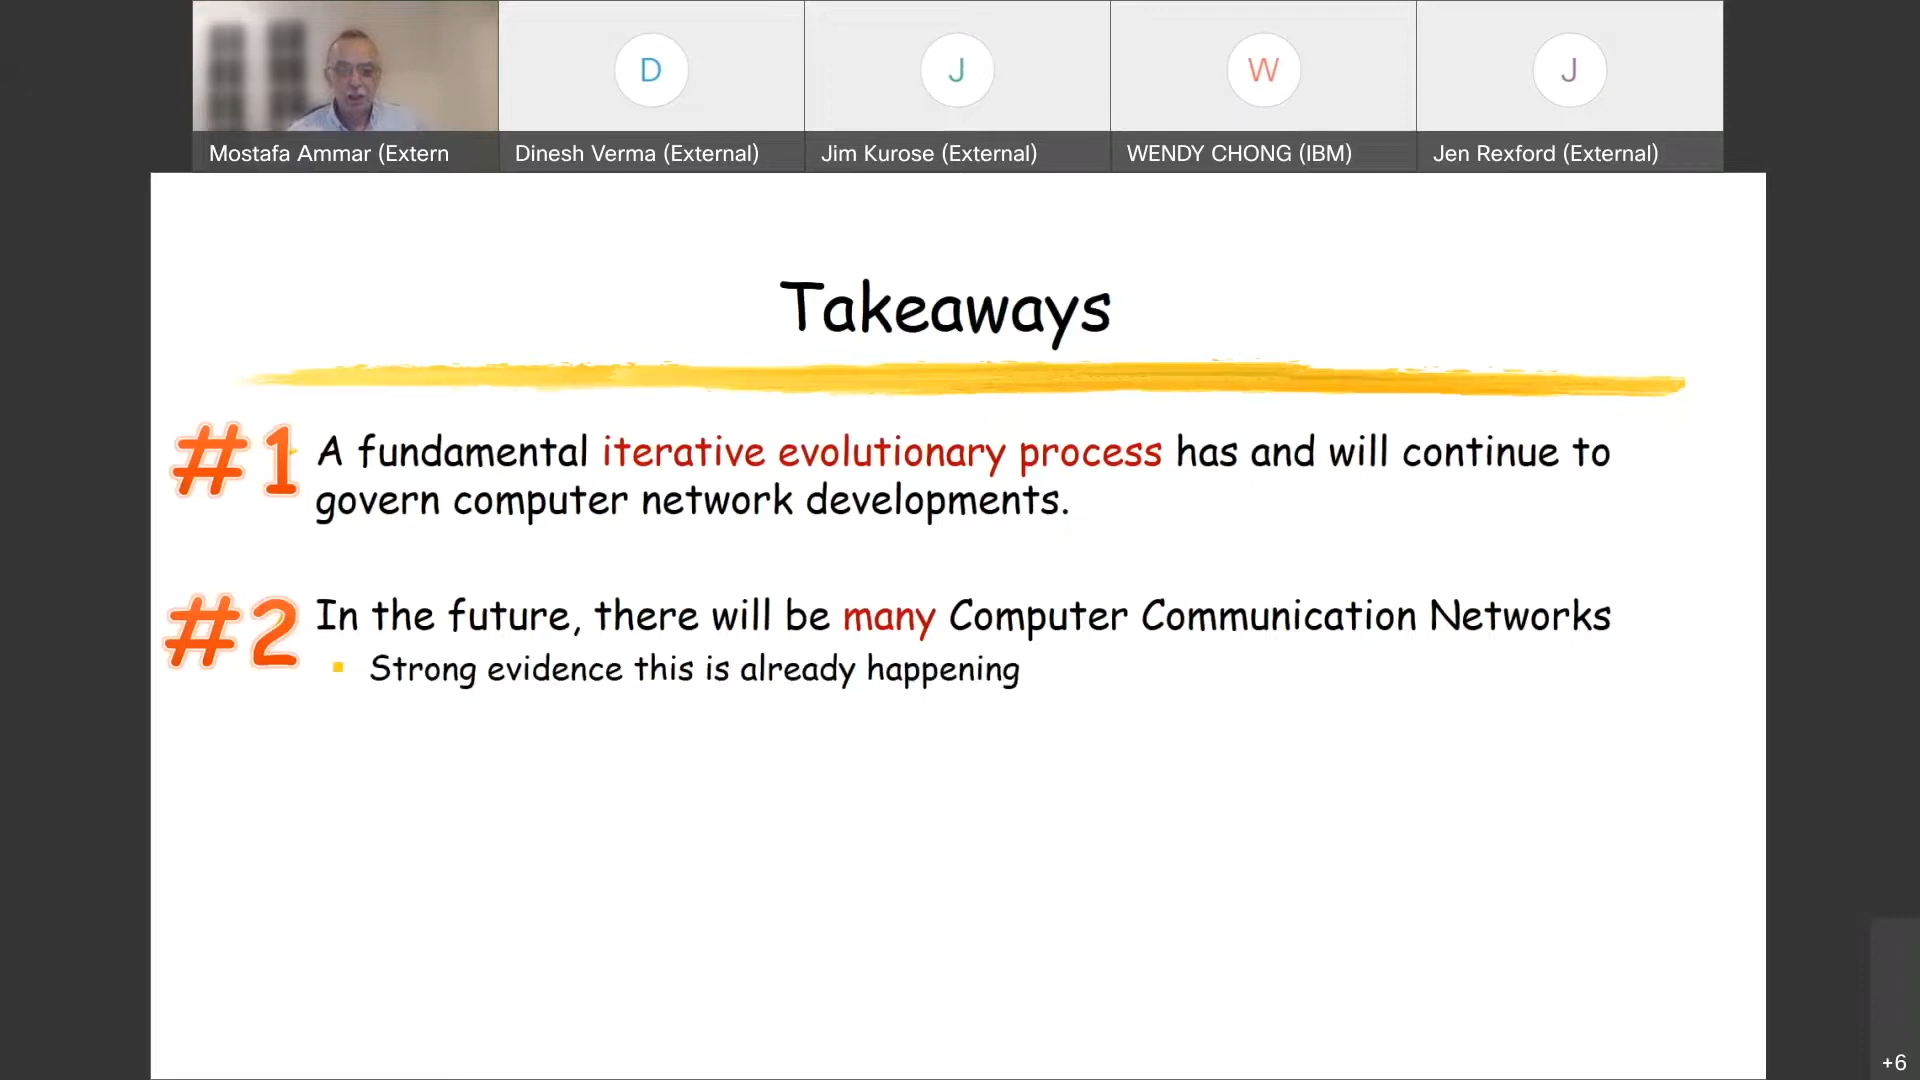 D
J
W
J
Mostafa Ammar (Extern
Dinesh Verma (External)
Jim Kurose (External)
WENDY CHONG (IBM)
Jen Rexford (External)
Takeaways
#1 A fundamental iterative evolutionary process has and will continue to
govern computer network developments.
#2 In the future, there will be many Computer Communication Networks
Strong evidence this is already happening
+6